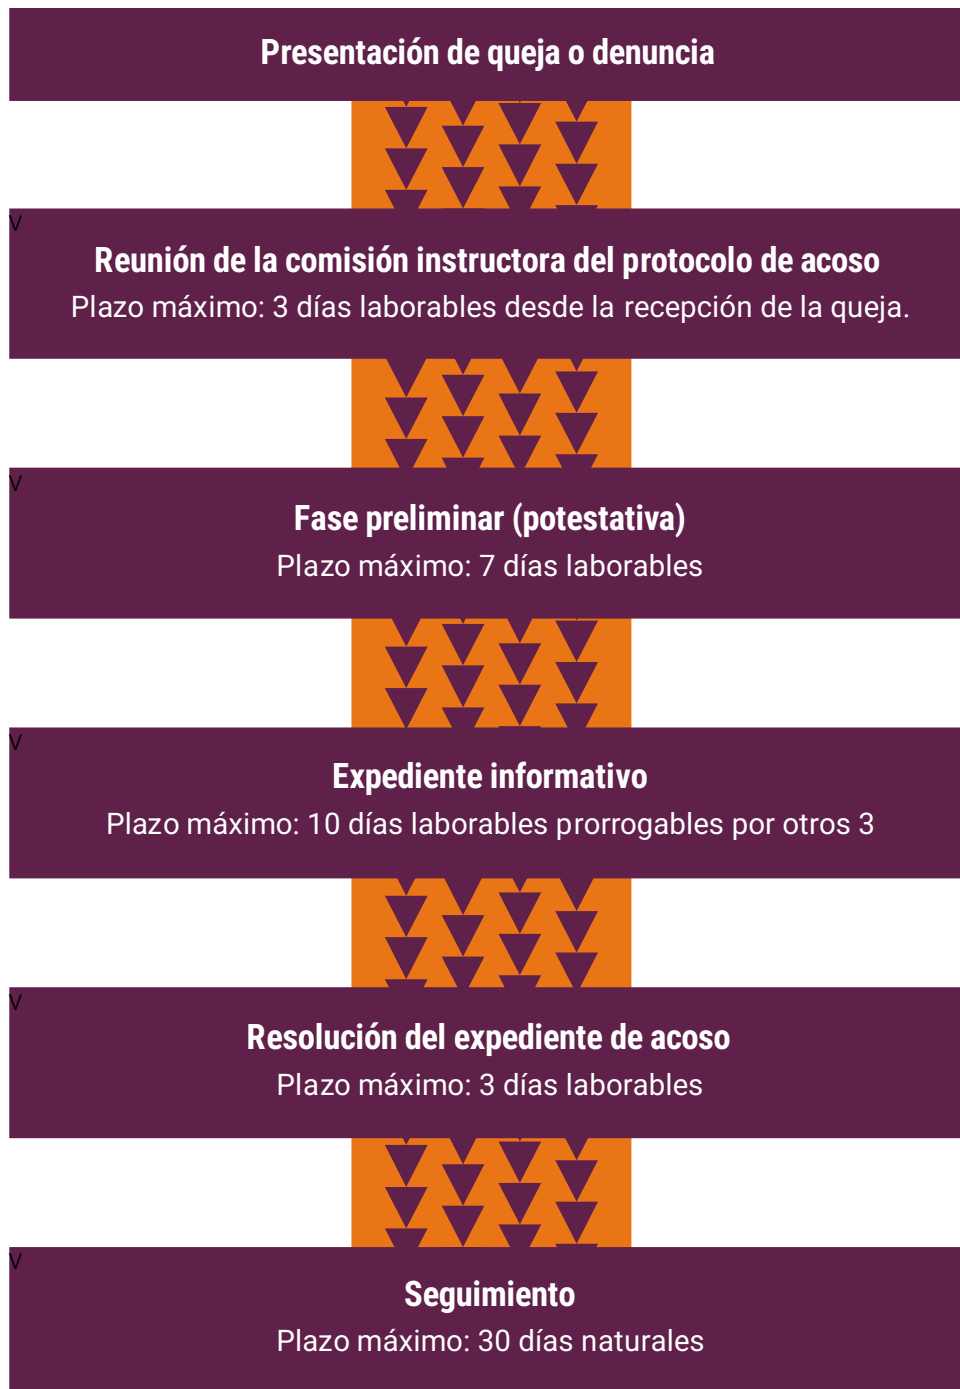 Presentación de queja o denuncia
V
Reunión de la comisión instructora del protocolo de acoso
Plazo máximo: 3 días laborables desde la recepción de la queja.
V
Fase preliminar (potestativa)
Plazo máximo: 7 días laborables
V
Expediente informativo
Plazo máximo: 10 días laborables prorrogables por otros 3
V
Resolución del expediente de acoso
Plazo máximo: 3 días laborables
V
Seguimiento
Plazo máximo: 30 días naturales